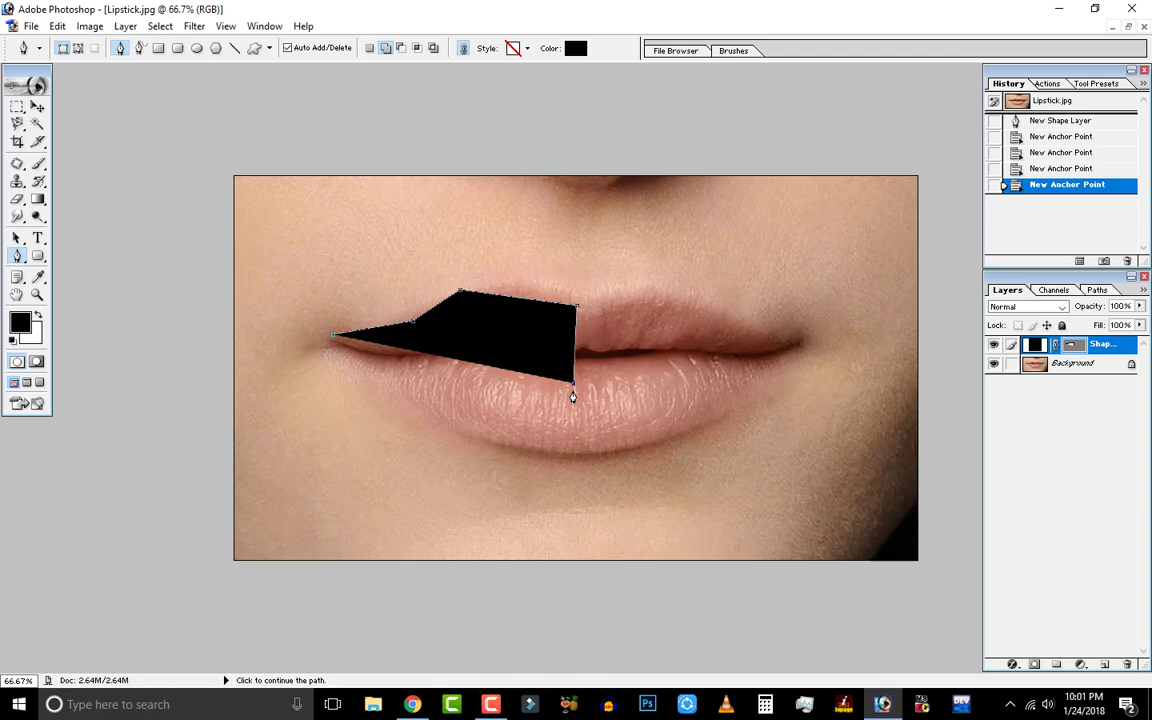 Adobe Photoshop - [Lipstick.jpg @ 66.7% (RGB)]
File Edit Image Layer Select Filter View Window Help
Auto Add/Delete Style: Color: File Browser Brushes
History Actions Tool Presets
Lipstick.jpg
New Shape Layer
New Anchor Point
New Anchor Point
New Anchor Point
New Anchor Point
Layers Channels Paths
Normal Opacity: 100%
Lock: Fill: 100%
Shap...
Background
66.67% Doc: 2.64M/2.64M Click to continue the path.
Type here to search
10:01 PM
1/24/2018
2